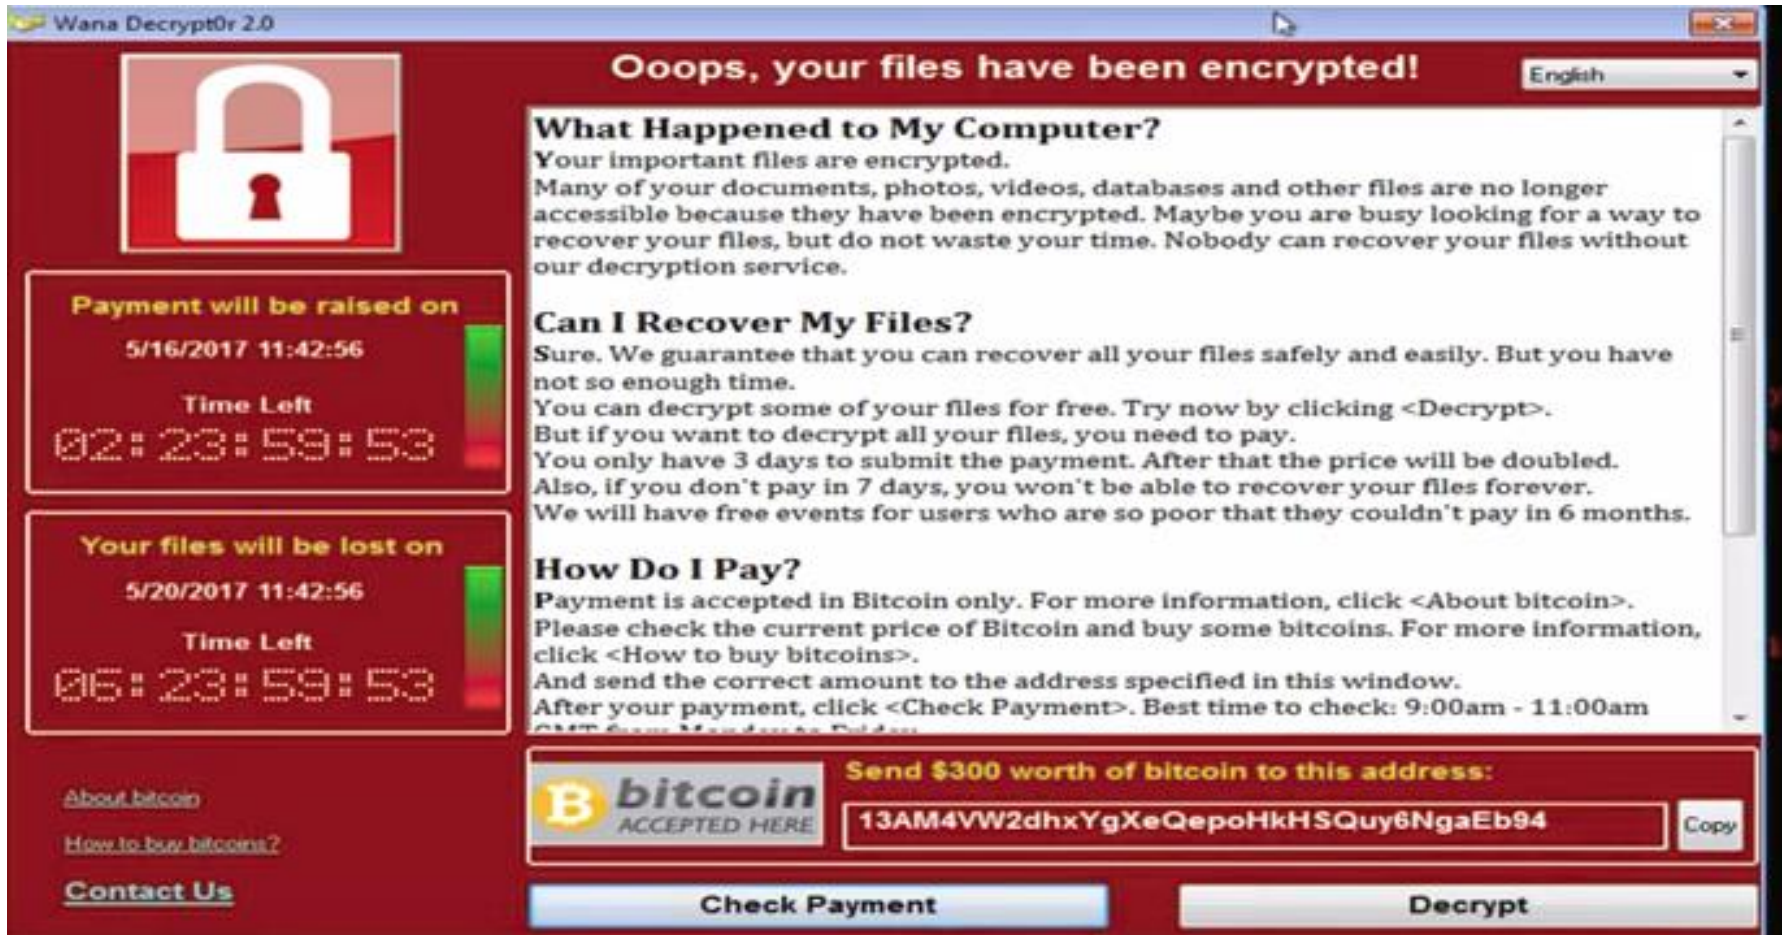 Wana Decrypt0r 2.0
Ooops, your files have been encrypted!
English
Payment will be raised on
5/16/2017 11:42:56
Time Left
02:23:59:53
Your files will be lost on
5/20/2017 11:42:56
Time Left
06:23:59:53
About bitcoin
How to buy bitcoins?
Contact Us
What Happened to My Computer?
Your important files are encrypted.
Many of your documents, photos, videos, databases and other files are no longer
accessible because they have been encrypted. Maybe you are busy looking for a way to
recover your files, but do not waste your time. Nobody can recover your files without
our decryption service.
Can I Recover My Files?
Sure. We guarantee that you can recover all your files safely and easily. But you have
not so enough time.
You can decrypt some of your files for free. Try now by clicking <Decrypt>.
But if you want to decrypt all your files, you need to pay.
You only have 3 days to submit the payment. After that the price will be doubled.
Also, if you don't pay in 7 days, you won't be able to recover your files forever.
We will have free events for users who are so poor that they couldn't pay in 6 months.
How Do I Pay?
Payment is accepted in Bitcoin only. For more information, click <About bitcoin>.
Please check the current price of Bitcoin and buy some bitcoins. For more information,
click <How to buy bitcoins>.
And send the correct amount to the address specified in this window.
After your payment, click <Check Payment>. Best time to check: 9:00am - 11:00am
GMT from Monday to Friday.
bitcoin
ACCEPTED HERE
Send $300 worth of bitcoin to this address:
13AM4VW2dhxYgXeQepoHkHSQuy6NgaEb94
Copy
Check Payment
Decrypt